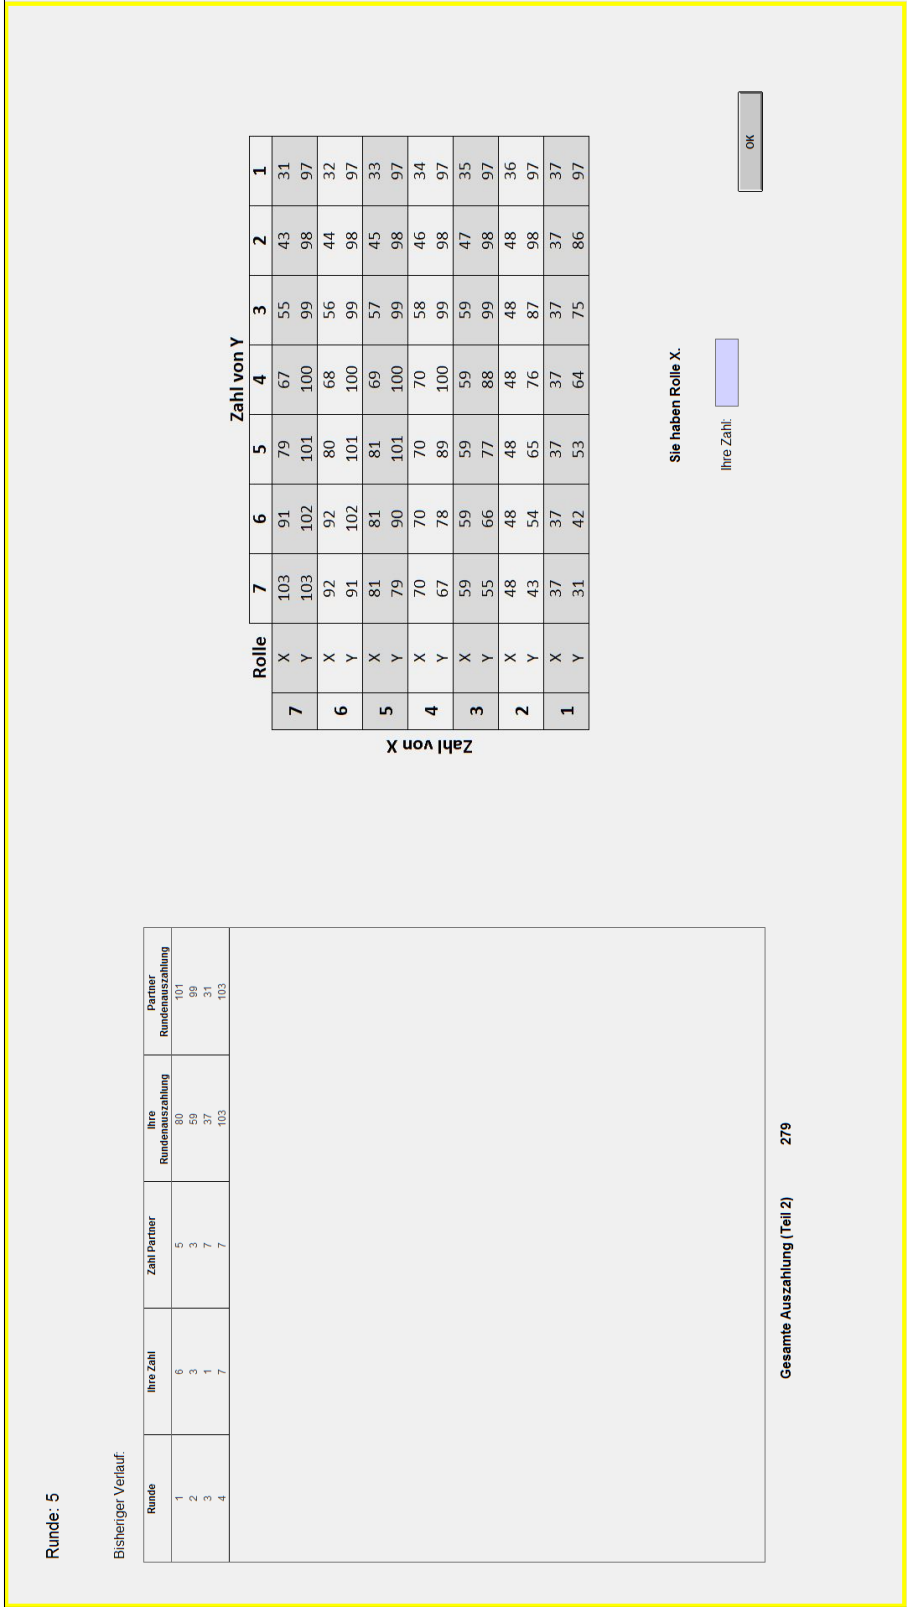 Runde: 5
Bisheriger Verlauf:
Runde Ihre Zahl Zahl Partner Ihre Rundenauszahlung Partner Rundenauszahlung
1 6 5 80 101
2 3 3 59 99
3 1 7 37 31
4 7 7 103 103
Gesamte Auszahlung (Teil 2) 279
Zahl von Y
Rolle 7 6 5 4 3 2 1
Zahl von X
7 X 103 91 79 67 55 43 31
Y 103 102 101 100 99 98 97
6 X 92 92 80 68 56 44 32
Y 91 102 101 100 99 98 97
5 X 81 81 81 69 57 45 33
Y 79 90 101 100 99 98 97
4 X 70 70 70 70 58 46 34
Y 67 78 89 100 99 98 97
3 X 59 59 59 59 59 47 35
Y 55 66 77 88 99 98 97
2 X 48 48 48 48 48 48 36
Y 43 54 65 76 87 98 97
1 X 37 37 37 37 37 37 37
Y 31 42 53 64 75 86 97
Sie haben Rolle X.
Ihre Zahl:
OK